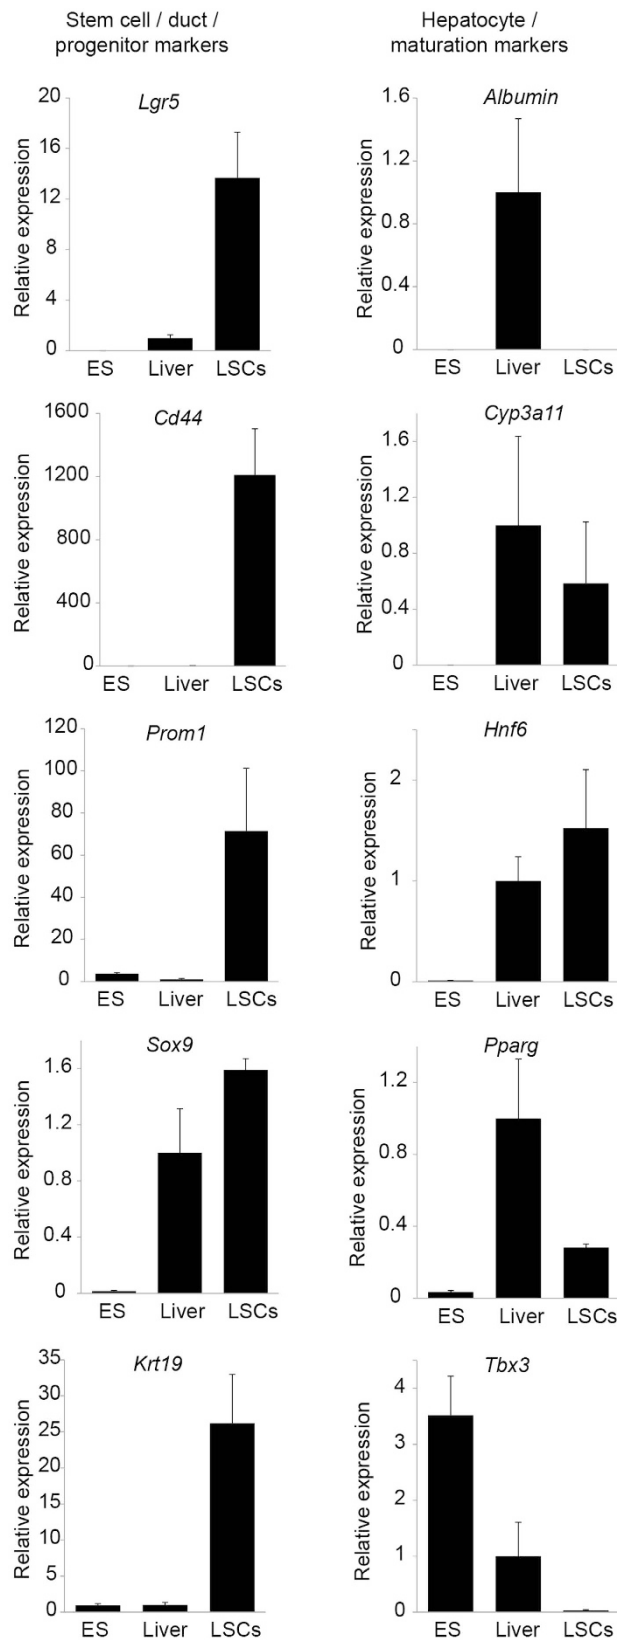 Stem cell / duct /
progenitor markers
Hepatocyte /
maturation markers
Lgr5
Relative expression
20
16
12
8
4
0
ES Liver LSCs
Albumin
Relative expression
1.6
1.2
0.8
0.4
0
ES Liver LSCs
Cd44
Relative expression
1600
1200
800
400
0
ES Liver LSCs
Cyp3a11
Relative expression
1.6
1.2
0.8
0.4
0
ES Liver LSCs
Prom1
Relative expression
120
100
80
60
40
20
0
ES Liver LSCs
Hnf6
Relative expression
2
1
0
ES Liver LSCs
Sox9
Relative expression
1.6
1.2
0.8
0.4
0
ES Liver LSCs
Pparg
Relative expression
1.2
0.8
0.4
0
ES Liver LSCs
Krt19
Relative expression
35
30
25
20
15
10
5
0
ES Liver LSCs
Tbx3
Relative expression
4
3
2
1
0
ES Liver LSCs